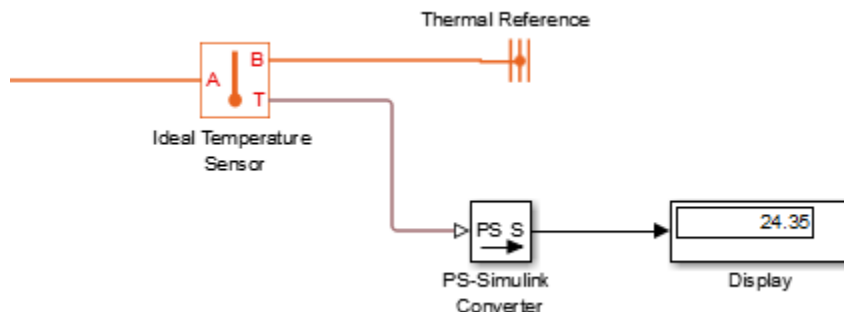 Thermal Reference
A
B
T
Ideal Temperature
Sensor
PS S
PS-Simulink
Converter
24.35
Display